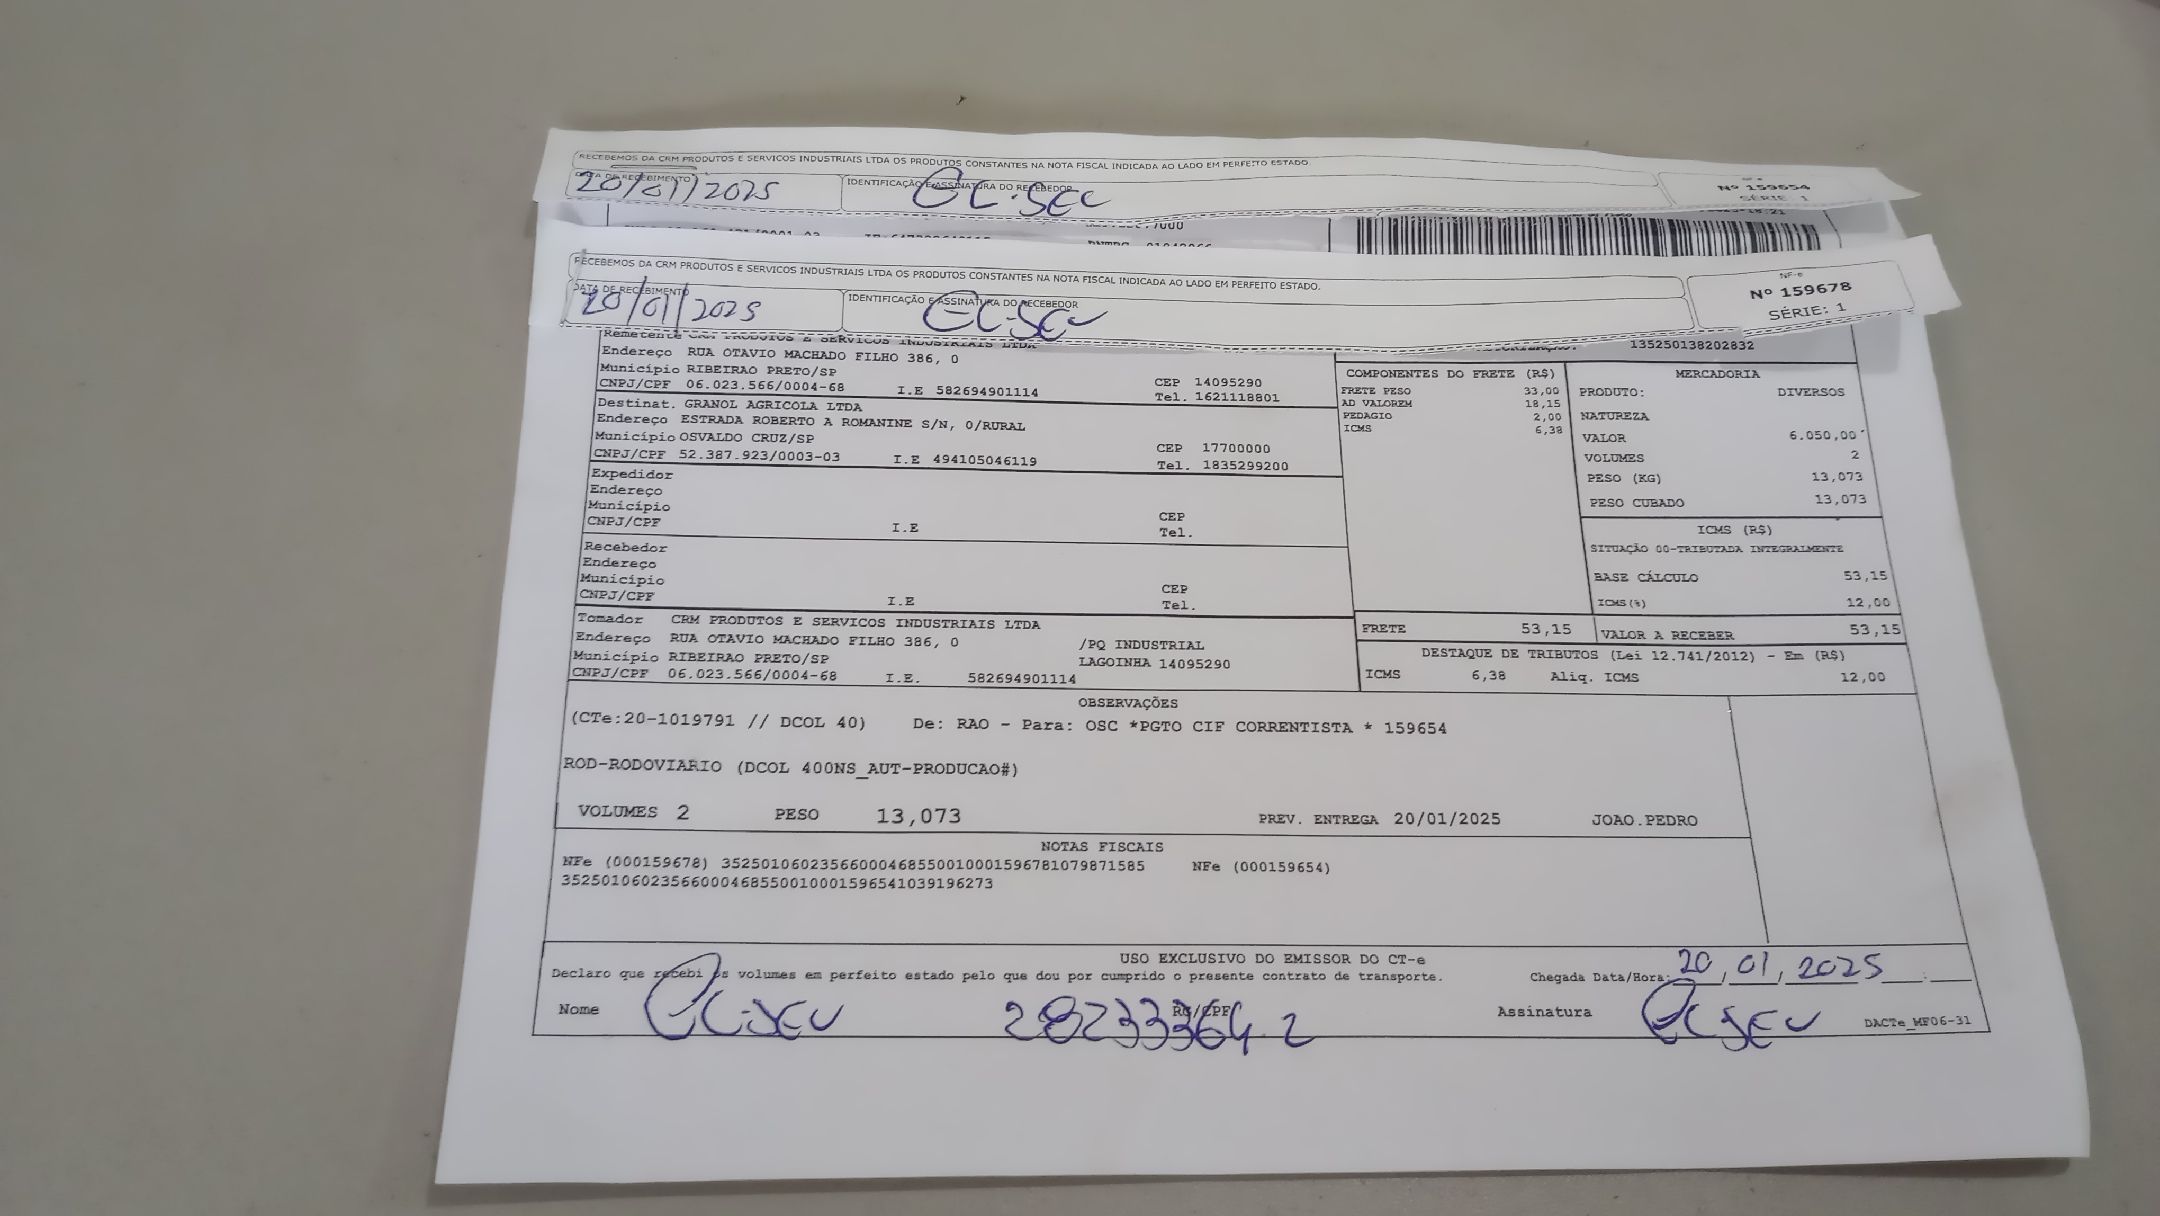 RECEBEMOS DA CRM PRODUTOS E SERVICOS INDUSTRIAIS LTDA OS PRODUTOS CONSTANTES NA NOTA FISCAL INDICADA AO LADO EM PERFEITO ESTADO.
DATA DE RECEBIMENTO IDENTIFICAÇÃO E ASSINATURA DO RECEBEDOR
20/01/2025
Nº 159654
SÉRIE: 1
RECEBEMOS DA CRM PRODUTOS E SERVICOS INDUSTRIAIS LTDA OS PRODUTOS CONSTANTES NA NOTA FISCAL INDICADA AO LADO EM PERFEITO ESTADO.
DATA DE RECEBIMENTO IDENTIFICAÇÃO E ASSINATURA DO RECEBEDOR
20/01/2025
NF-e
Nº 159678
SÉRIE: 1
135250138202832
Remetente CRM PRODUTOS E SERVICOS INDUSTRIAIS LTDA
Endereço RUA OTAVIO MACHADO FILHO 386, 0
Município RIBEIRAO PRETO/SP CEP 14095290
CNPJ/CPF 06.023.566/0004-68 I.E 582694901114 Tel. 1621118801
Destinat. GRANOL AGRICOLA LTDA
Endereço ESTRADA ROBERTO A ROMANINE S/N, 0/RURAL
Município OSVALDO CRUZ/SP CEP 17700000
CNPJ/CPF 52.387.923/0003-03 I.E 494105046119 Tel. 1835299200
Expedidor
Endereço
Município CEP
CNPJ/CPF I.E Tel.
Recebedor
Endereço
Município CEP
CNPJ/CPF I.E Tel.
Tomador CRM PRODUTOS E SERVICOS INDUSTRIAIS LTDA
Endereço RUA OTAVIO MACHADO FILHO 386, 0 /PQ INDUSTRIAL
Município RIBEIRAO PRETO/SP LAGOINHA 14095290
CNPJ/CPF 06.023.566/0004-68 I.E. 582694901114
COMPONENTES DO FRETE (R$)
FRETE PESO 33,00
AD VALOREM 18,15
PEDAGIO 2,00
ICMS 6,38
MERCADORIA
PRODUTO: DIVERSOS
NATUREZA
VALOR 6.050,00
VOLUMES 2
PESO (KG) 13,073
PESO CUBADO 13,073
ICMS (R$)
SITUAÇÃO 00-TRIBUTADA INTEGRALMENTE
BASE CÁLCULO 53,15
ICMS(%) 12,00
FRETE 53,15 VALOR A RECEBER 53,15
DESTAQUE DE TRIBUTOS (Lei 12.741/2012) - Em (R$)
ICMS 6,38 Aliq. ICMS 12,00
OBSERVAÇÕES
(CTe:20-1019791 // DCOL 40) De: RAO - Para: OSC *PGTO CIF CORRENTISTA * 159654
ROD-RODOVIARIO (DCOL 400NS_AUT-PRODUCAO#)
VOLUMES 2 PESO 13,073 PREV. ENTREGA 20/01/2025 JOAO.PEDRO
NOTAS FISCAIS
NFe (000159678) 35250106023566000468550010001596781079871585 NFe (000159654)
35250106023566000468550010001596541039196273
USO EXCLUSIVO DO EMISSOR DO CT-e
Declaro que recebi os volumes em perfeito estado pelo que dou por cumprido o presente contrato de transporte. Chegada Data/Hora: 20/01/2025
Nome RG/CPF 28233364-2 Assinatura DACTe_MF06-31